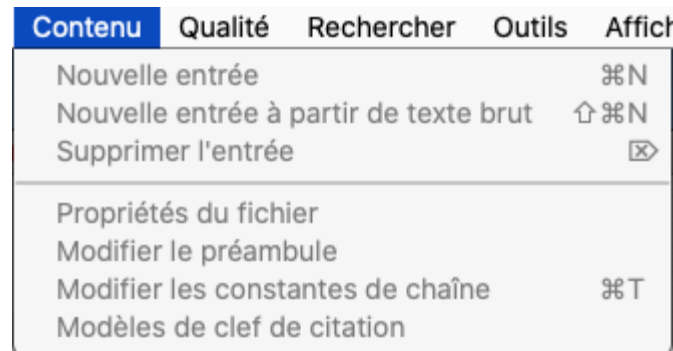 Contenu Qualité Rechercher Outils Affich
Nouvelle entrée ⌘N
Nouvelle entrée à partir de texte brut ⇧⌘N
Supprimer l'entrée ⌦
Propriétés du fichier
Modifier le préambule
Modifier les constantes de chaîne ⌘T
Modèles de clef de citation